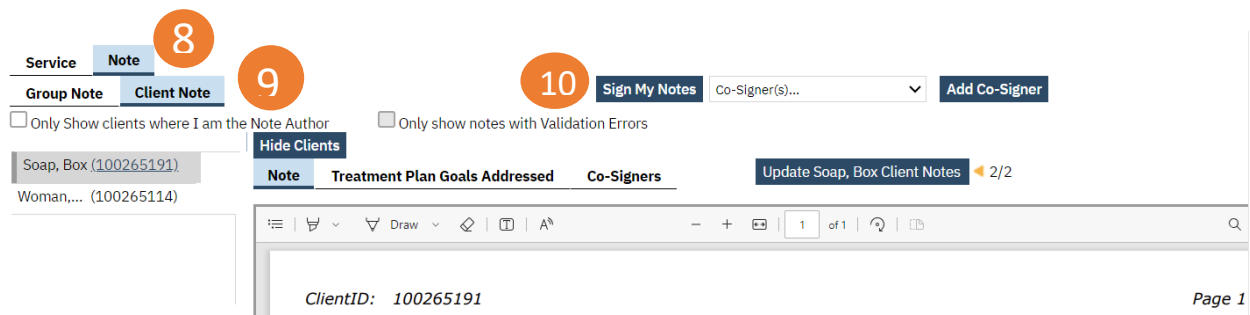 8
Service Note
9
10
Group Note Client Note
Sign My Notes Co-Signer(s)... Add Co-Signer
Only Show clients where I am the Note Author Only show notes with Validation Errors
Hide Clients
Soap, Box (100265191)
Woman,... (100265114)
Note Treatment Plan Goals Addressed Co-Signers
Update Soap, Box Client Notes 2/2
Draw T A 1 of 1
ClientID: 100265191 Page 1